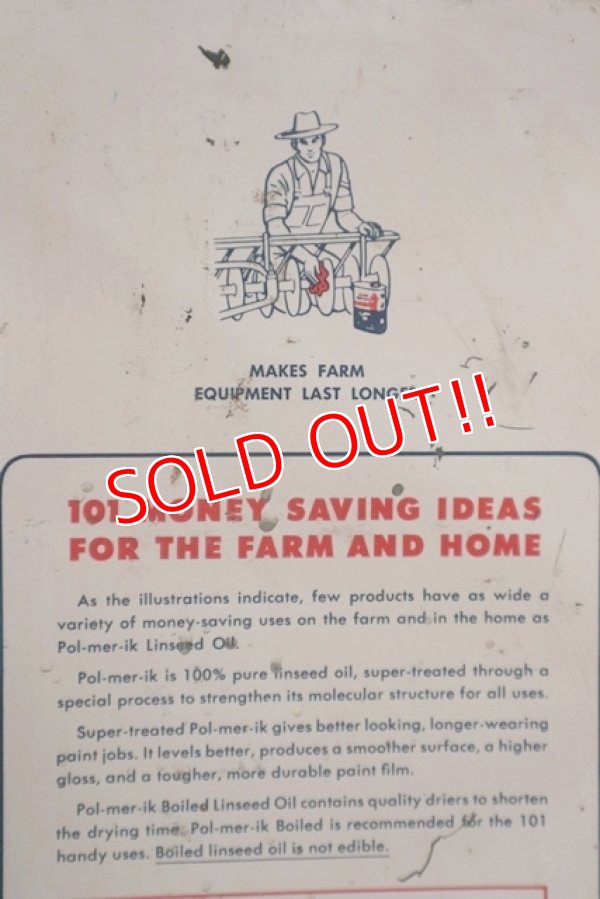 MAKES FARM
EQUIPMENT LAST LONGER
SOLD OUT!!
101 MONEY SAVING IDEAS
FOR THE FARM AND HOME
As the illustrations indicate, few products have as wide a
variety of money-saving uses on the farm and in the home as
Pol-mer-ik Linseed Oil.
Pol-mer-ik is 100% pure linseed oil, super-treated through a
special process to strengthen its molecular structure for all uses.
Super-treated Pol-mer-ik gives better looking, longer-wearing
paint jobs. It levels better, produces a smoother surface, a higher
gloss, and a tougher, more durable paint film.
Pol-mer-ik Boiled Linseed Oil contains quality driers to shorten
the drying time. Pol-mer-ik Boiled is recommended for the 101
handy uses. Boiled linseed oil is not edible.